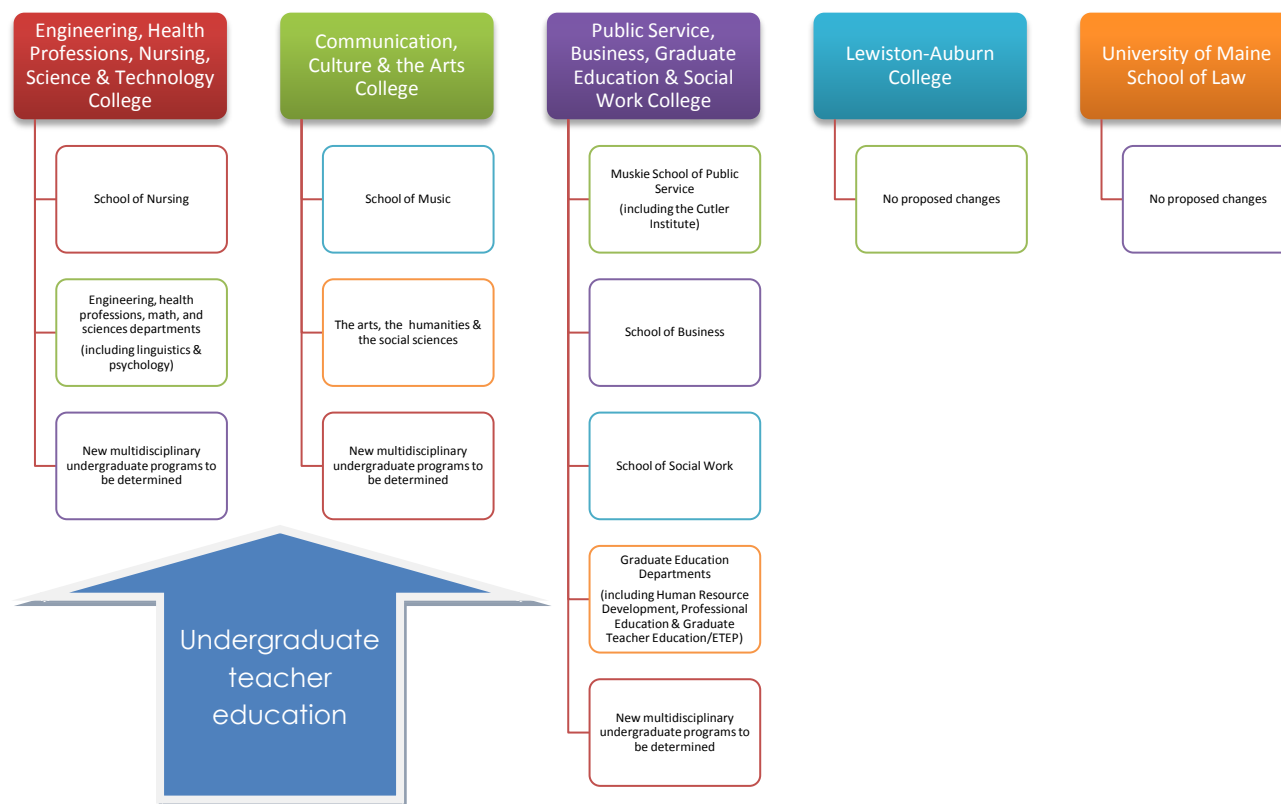 Engineering, Health
Professions, Nursing,
Science & Technology
College
School of Nursing
Engineering, health
professions, math, and
sciences departments
(including linguistics &
psychology)
New multidisciplinary
undergraduate programs to
be determined
Communication,
Culture & the Arts
College
School of Music
The arts, the humanities &
the social sciences
New multidisciplinary
undergraduate programs to
be determined
Undergraduate
teacher
education
Public Service,
Business, Graduate
Education & Social
Work College
Muskie School of Public
Service
(including the Cutler
Institute)
School of Business
School of Social Work
Graduate Education
Departments
(including Human Resource
Development, Professional
Education & Graduate
Teacher Education/ETEP)
New multidisciplinary
undergraduate programs to
be determined
Lewiston-Auburn
College
No proposed changes
University of Maine
School of Law
No proposed changes